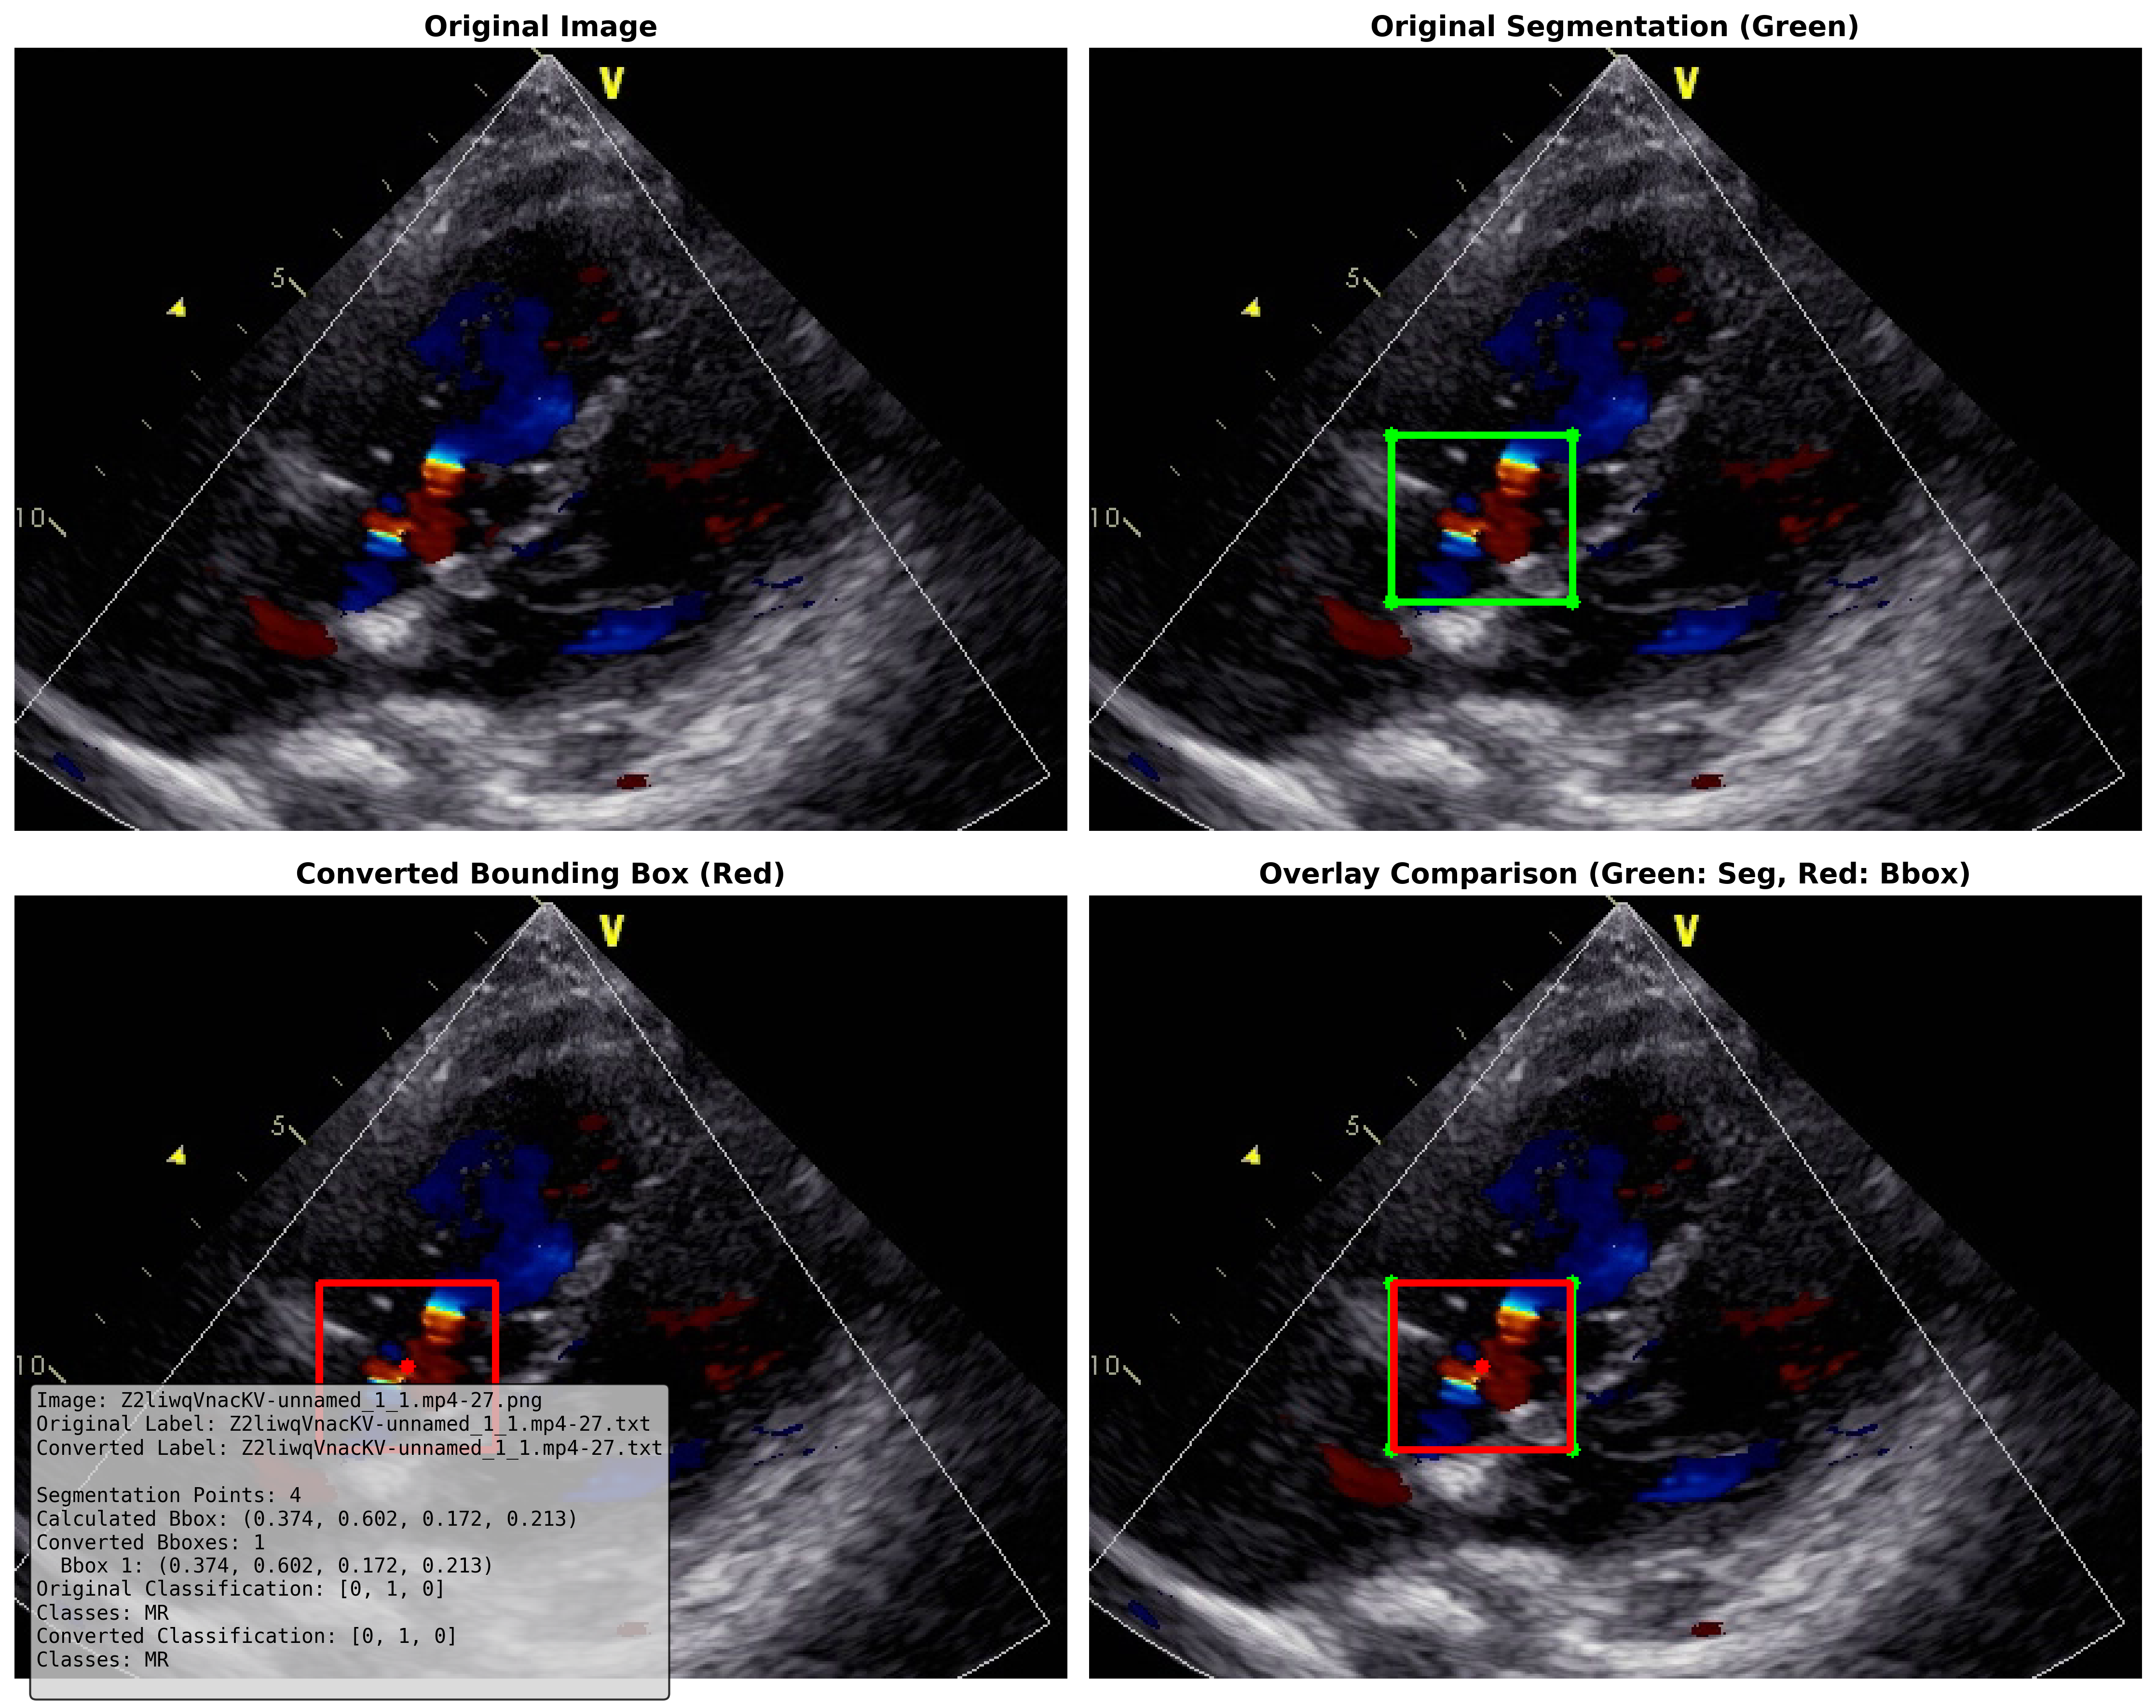 Original Image
Original Segmentation (Green)
V
5
10
V
5
10
Converted Bounding Box (Red)
Overlay Comparison (Green: Seg, Red: Bbox)
V
5
10
V
5
10
Image: Z2liwqVnacKV-unnamed_1_1.mp4-27.png
Original Label: Z2liwqVnacKV-unnamed_1_1.mp4-27.txt
Converted Label: Z2liwqVnacKV-unnamed_1_1.mp4-27.txt
Segmentation Points: 4
Calculated Bbox: (0.374, 0.602, 0.172, 0.213)
Converted Bboxes: 1
Bbox 1: (0.374, 0.602, 0.172, 0.213)
Original Classification: [0, 1, 0]
Classes: MR
Converted Classification: [0, 1, 0]
Classes: MR